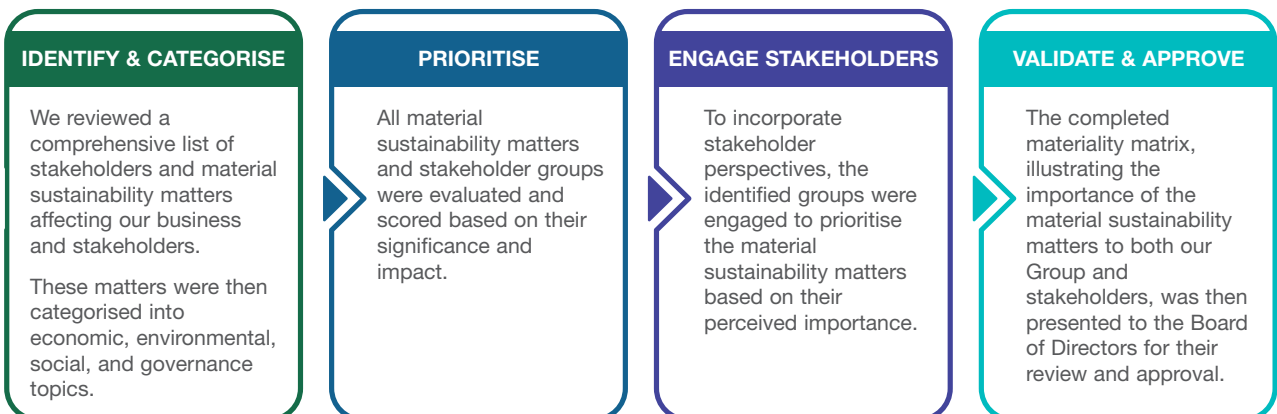 IDENTIFY & CATEGORISE
We reviewed a
comprehensive list of
stakeholders and material
sustainability matters
affecting our business
and stakeholders.
These matters were then
categorised into
economic, environmental,
social, and governance
topics.
PRIORITISE
All material
sustainability matters
and stakeholder groups
were evaluated and
scored based on their
significance and
impact.
ENGAGE STAKEHOLDERS
To incorporate
stakeholder
perspectives, the
identified groups were
engaged to prioritise
the material
sustainability matters
based on their
perceived importance.
VALIDATE & APPROVE
The completed
materiality matrix,
illustrating the
importance of the
material sustainability
matters to both our
Group and
stakeholders, was then
presented to the Board
of Directors for their
review and approval.